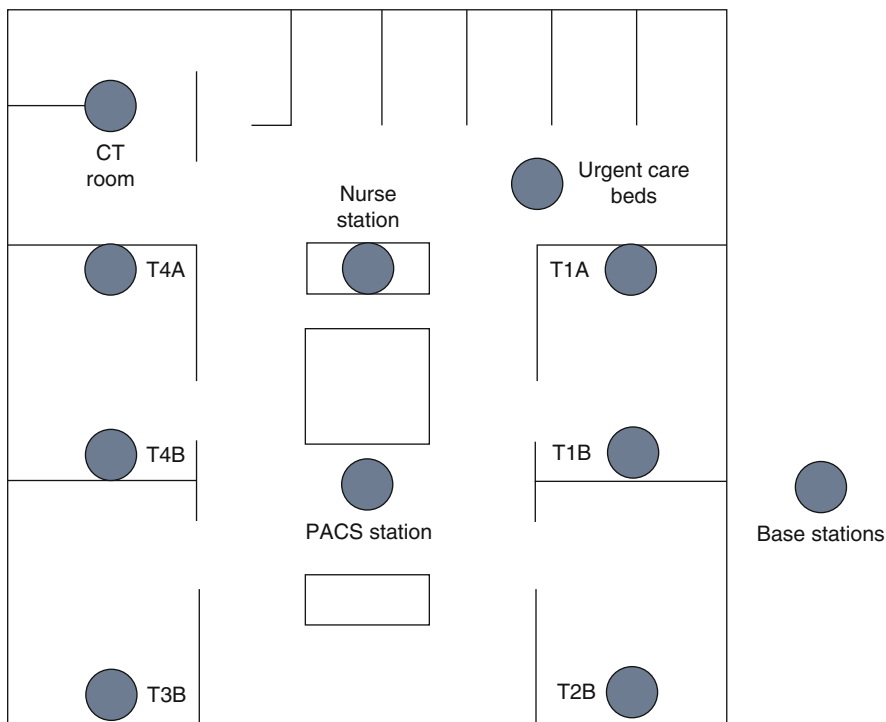 CT
room
Urgent care
beds
Nurse
station
T4A
T1A
T4B
T1B
PACS station
Base stations
T3B
T2B